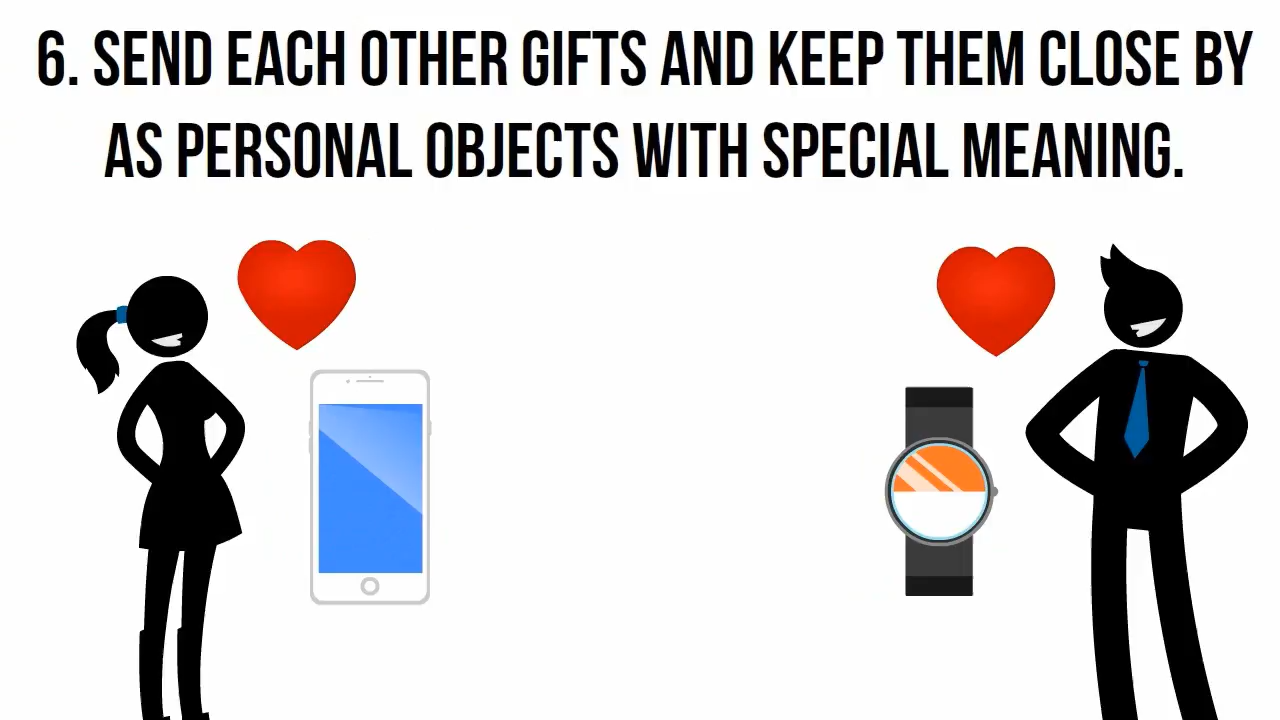 6. SEND EACH OTHER GIFTS AND KEEP THEM CLOSE BY
AS PERSONAL OBJECTS WITH SPECIAL MEANING.